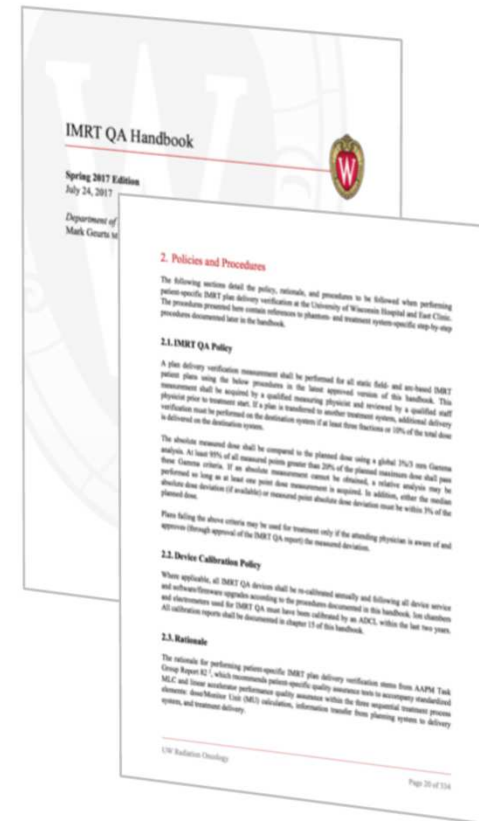 IMRT QA Handbook
W
Spring 2017 Edition
July 24, 2017
Department of
Mark Geurts M
2. Policies and Procedures
The following sections detail the policy, rationale, and procedures to be followed when performing
patient-specific IMRT plan delivery verification at the University of Wisconsin Hospital and East Clinic.
The procedures presented here contain references to phantom- and treatment system-specific step-by-step
procedures documented later in the handbook.
2.1. IMRT QA Policy
A plan delivery verification measurement shall be performed for all static field- and arc-based IMRT
patient plans using the below procedures in the latest approved version of this handbook. This
measurement shall be acquired by a qualified measuring physicist and reviewed by a qualified staff
physicist prior to treatment start. If a plan is transferred to another treatment system, additional delivery
verification must be performed on the destination system if at least three fractions or 10% of the total dose
is delivered on the destination system.
The absolute measured dose shall be compared to the planned dose using a global 3%/3 mm Gamma
analysis. At least 95% of all measured points greater than 20% of the planned maximum dose shall pass
these Gamma criteria. If an absolute measurement cannot be obtained, a relative analysis may be
performed so long as at least one point dose measurement is acquired. In addition, either the median
absolute dose deviation (if available) or measured point absolute dose deviation must be within 3% of the
planned dose.
Plans failing the above criteria may be used for treatment only if the attending physician is aware of and
approves (through approval of the IMRT QA report) the measured deviation.
2.2. Device Calibration Policy
Where applicable, all IMRT QA devices shall be re-calibrated annually and following all device service
and software/firmware upgrades according to the procedures documented in this handbook. Ion chambers
and electrometers used for IMRT QA must have been calibrated by an ADCL within the last two years.
All calibration reports shall be documented in chapter 15 of this handbook.
2.3. Rationale
The rationale for performing patient-specific IMRT plan delivery verification stems from AAPM Task
Group Report 82, which recommends patient-specific quality assurance tests to accompany standardized
MLC and linear accelerator performance quality assurance within the three sequential treatment process
elements: dose/Monitor Unit (MU) calculation, information transfer from planning system to delivery
system, and treatment delivery.
UW Radiation Oncology
Page 20 of 334